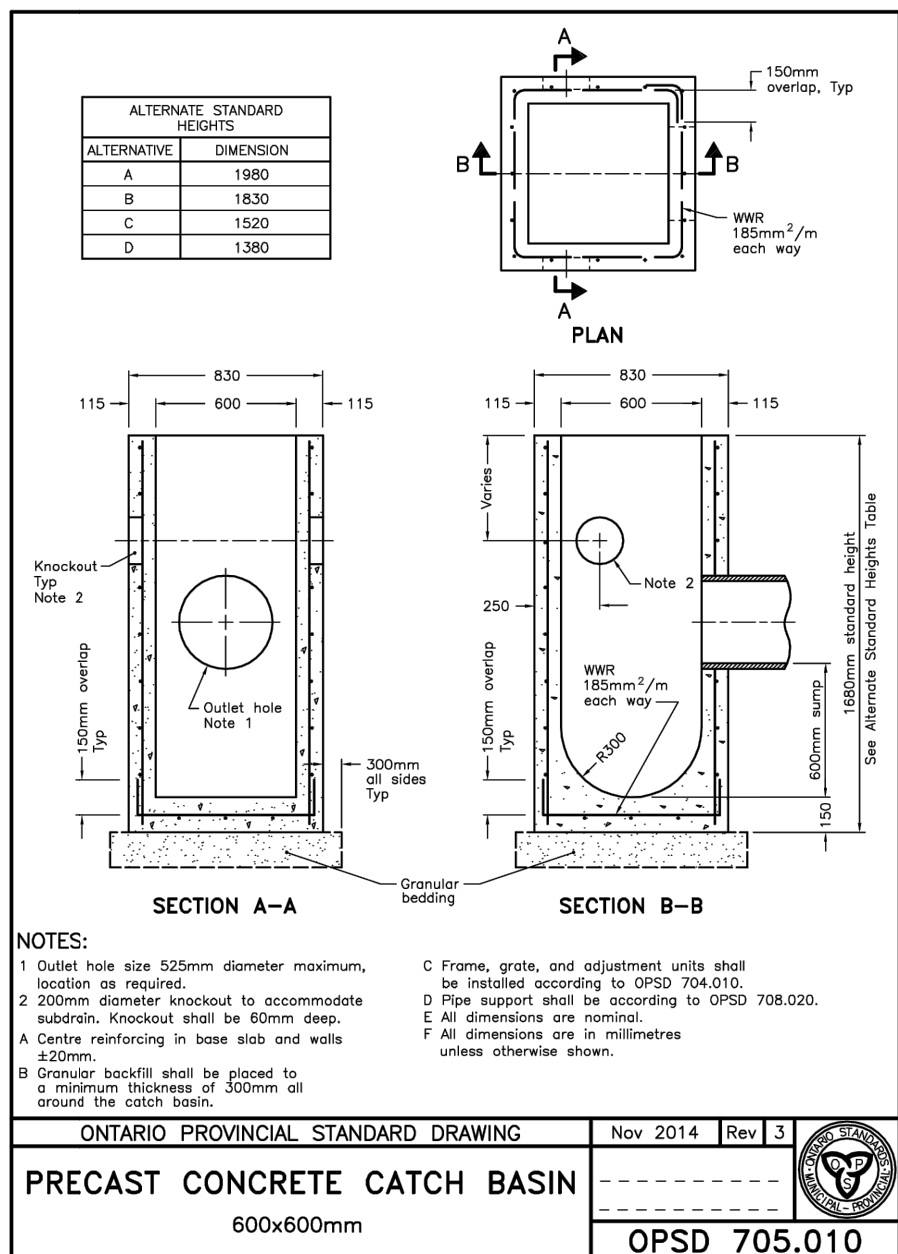 ALTERNATE STANDARD
HEIGHTS
ALTERNATIVE DIMENSION
A 1980
B 1830
C 1520
D 1380
A
150mm
overlap, Typ
B
B
WWR
185mm²/m
each way
A
PLAN
830
115 600 115
Knockout
Typ
Note 2
Outlet hole
Note 1
150mm overlap
Typ
300mm
all sides
Typ
SECTION A-A
830
115 600 115
Varies
Note 2
250
WWR
185mm²/m
each way
150mm overlap
Typ
R300
600mm sump
150
1680mm standard height
See Alternate Standard Heights Table
Granular
bedding
SECTION B-B
NOTES:
1 Outlet hole size 525mm diameter maximum,
location as required.
2 200mm diameter knockout to accommodate
subdrain. Knockout shall be 60mm deep.
A Centre reinforcing in base slab and walls
±20mm.
B Granular backfill shall be placed to
a minimum thickness of 300mm all
around the catch basin.
C Frame, grate, and adjustment units shall
be installed according to OPSD 704.010.
D Pipe support shall be according to OPSD 708.020.
E All dimensions are nominal.
F All dimensions are in millimetres
unless otherwise shown.
ONTARIO PROVINCIAL STANDARD DRAWING
Nov 2014 Rev 3
PRECAST CONCRETE CATCH BASIN
600x600mm
ONTARIO STANDARDS
MUNICIPAL-PROVINCIAL
O P S
OPSD 705.010